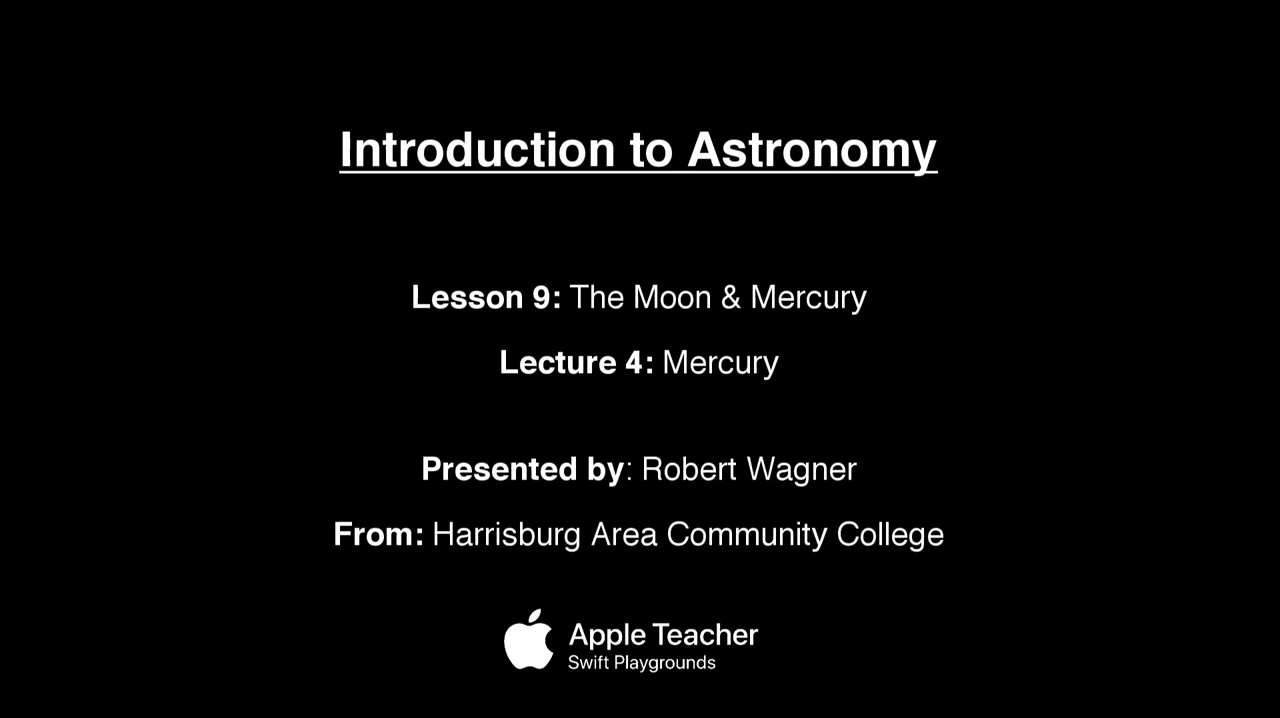 Introduction to Astronomy
Lesson 9: The Moon & Mercury
Lecture 4: Mercury
Presented by: Robert Wagner
From: Harrisburg Area Community College
Apple Teacher
Swift Playgrounds